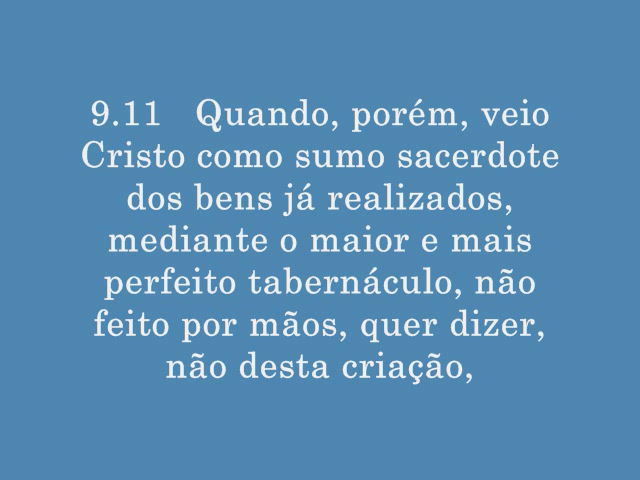 9.11 Quando, porém, veio
Cristo como sumo sacerdote
dos bens já realizados,
mediante o maior e mais
perfeito tabernáculo, não
feito por mãos, quer dizer,
não desta criação,